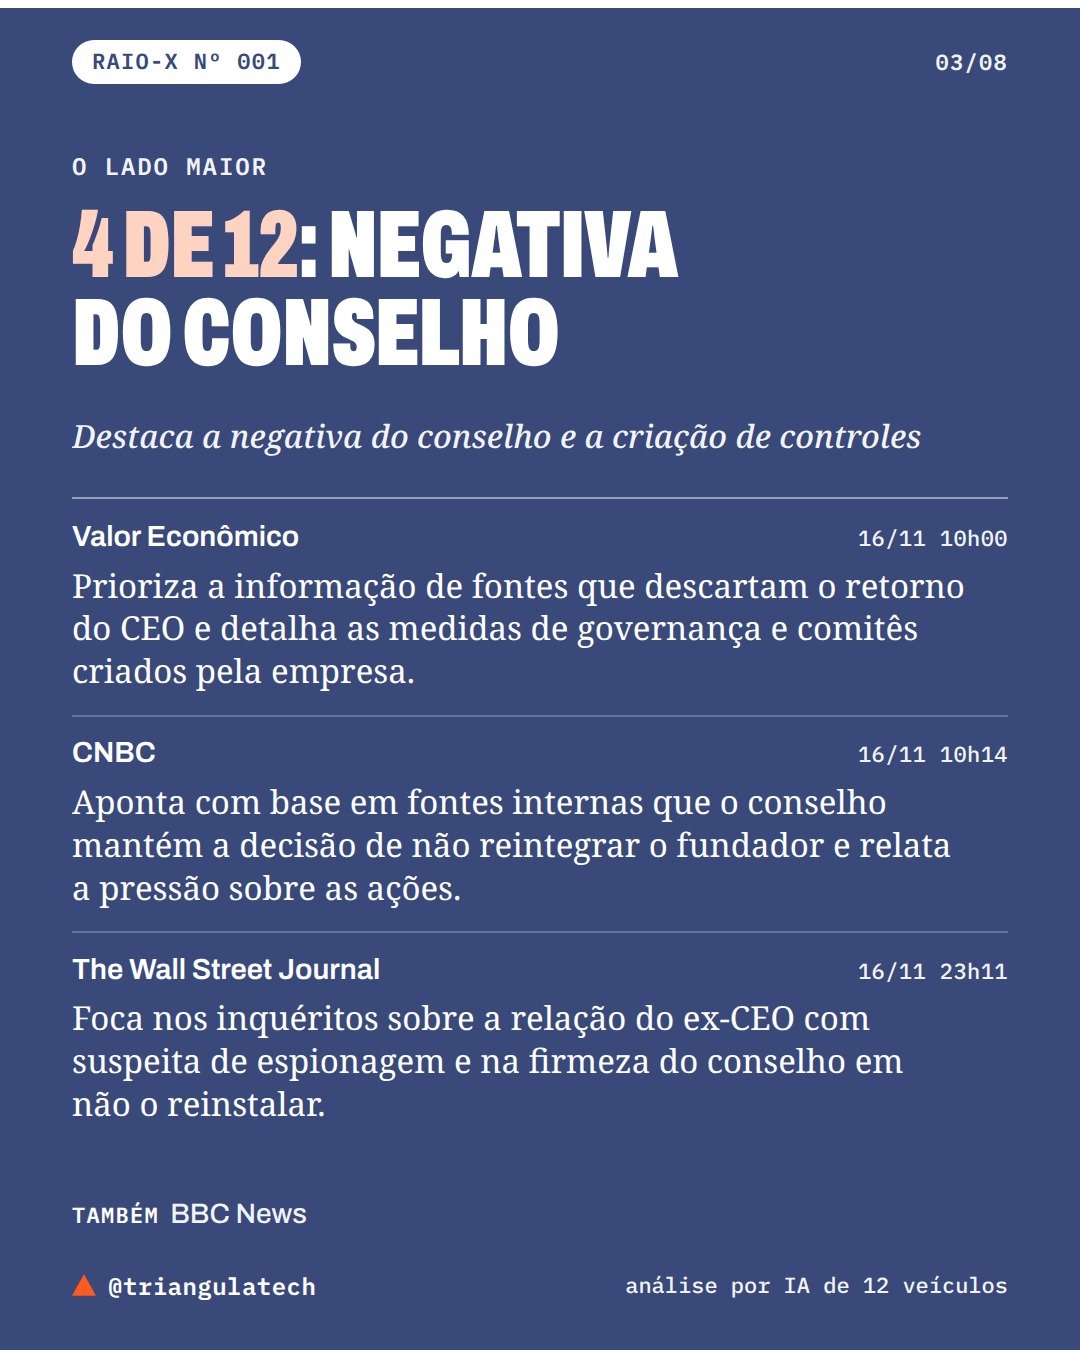 RAIO-X Nº 001
03/08
O LADO MAIOR
4 DE 12: NEGATIVA
DO CONSELHO
Destaca a negativa do conselho e a criação de controles
Valor Econômico
16/11 10h00
Prioriza a informação de fontes que descartam o retorno
do CEO e detalha as medidas de governança e comitês
criados pela empresa.
CNBC
16/11 10h14
Aponta com base em fontes internas que o conselho
mantém a decisão de não reintegrar o fundador e relata
a pressão sobre as ações.
The Wall Street Journal
16/11 23h11
Foca nos inquéritos sobre a relação do ex-CEO com
suspeita de espionagem e na firmeza do conselho em
não o reinstalar.
TAMBÉM BBC News
@triangulatech
análise por IA de 12 veículos